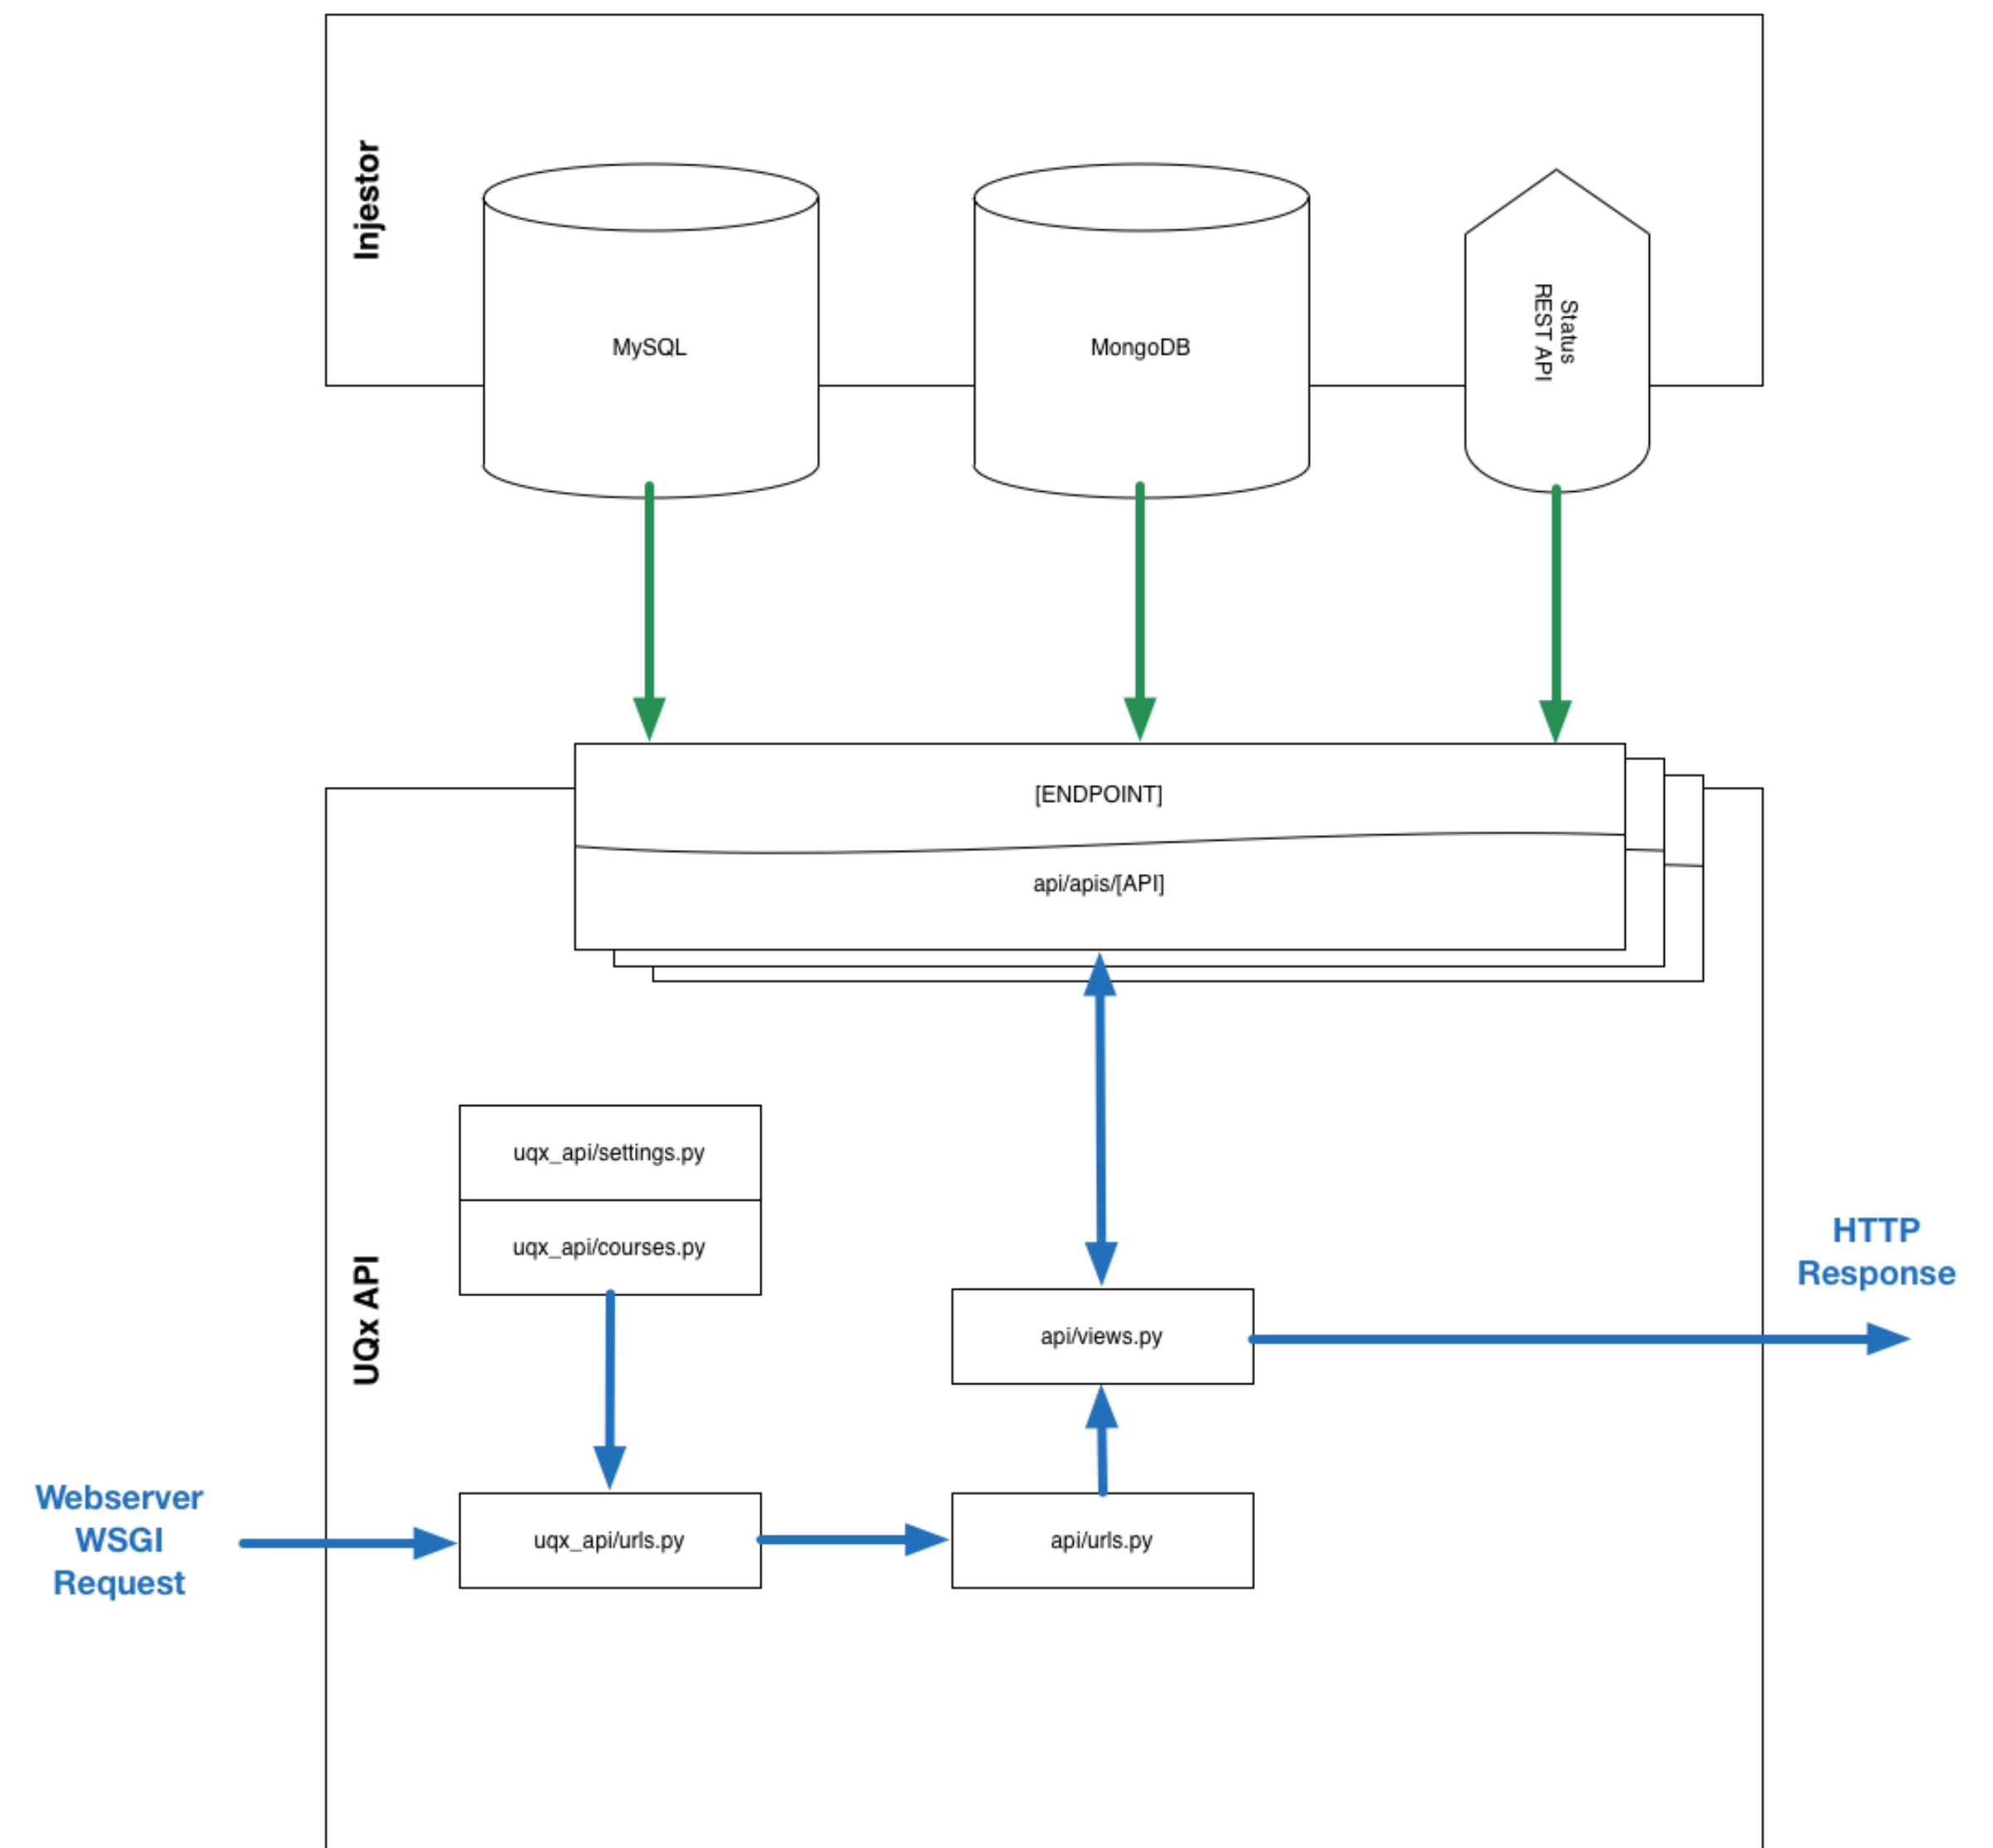 Injestor
MySQL
MongoDB
Status
REST API
[ENDPOINT]
api/apis/[API]
UQx API
uqx_api/settings.py
uqx_api/courses.py
HTTP
Response
api/views.py
Webserver
WSGI
Request
uqx_api/urls.py
api/urls.py